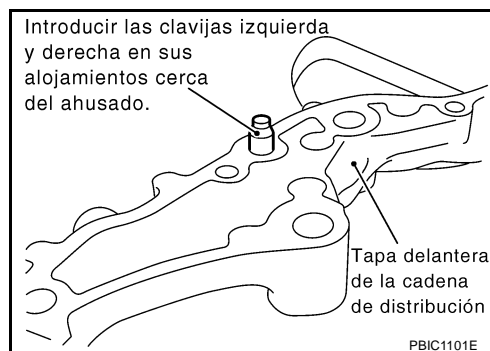 Introducir las clavijas izquierda
y derecha en sus
alojamientos cerca
del ahusado.
Tapa delantera
de la cadena
de distribución
PBIC1101E